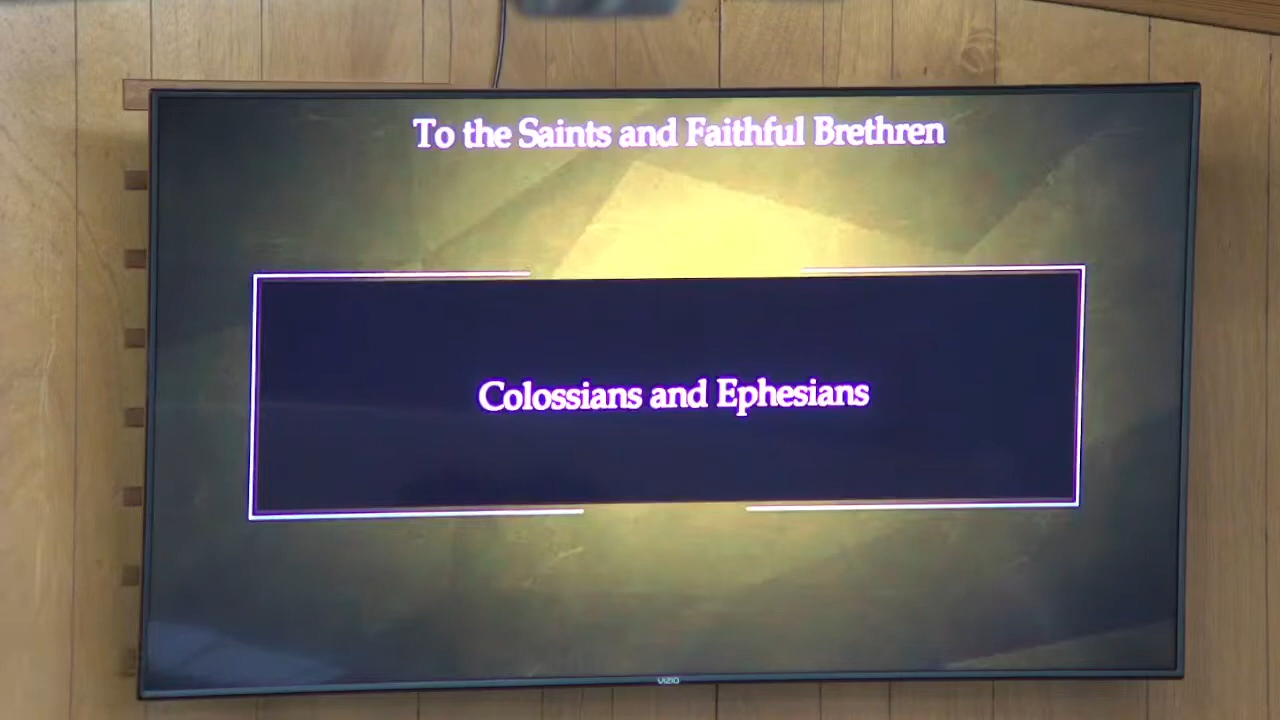 To the Saints and Faithful Brethren
Colossians and Ephesians
VIZIO